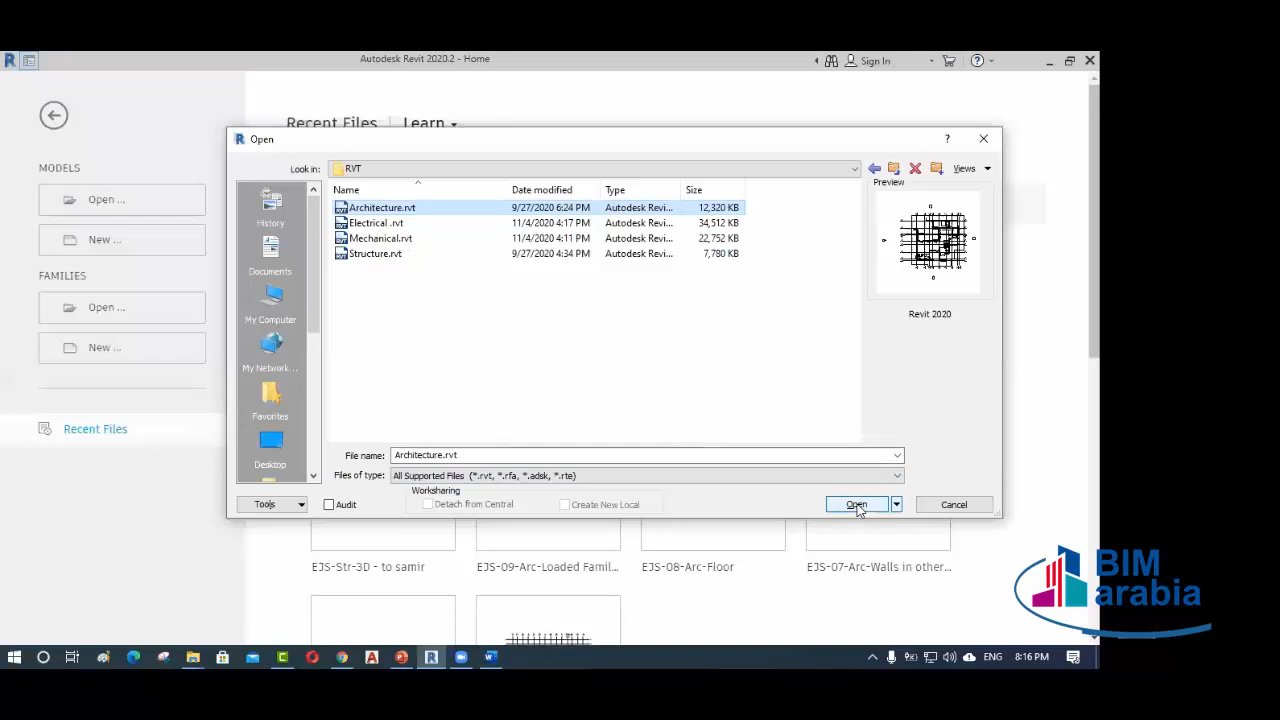 Autodesk Revit 2020.2 - Home
Sign In
Recent Files | Learn
Open
MODELS
Open ...
New ...
FAMILIES
Open ...
New ...
Recent Files
Look in:
RVT
Views
Name
Date modified
Type
Size
Architecture.rvt 9/27/2020 6:24 PM Autodesk Revi... 12,320 KB
Electrical .rvt 11/4/2020 4:17 PM Autodesk Revi... 34,512 KB
Mechanical.rvt 11/4/2020 4:11 PM Autodesk Revi... 22,752 KB
Structure.rvt 9/27/2020 4:34 PM Autodesk Revi... 7,780 KB
History
Documents
My Computer
My Network...
Favorites
Desktop
Preview
Revit 2020
File name: Architecture.rvt
Files of type: All Supported Files (*.rvt, *.rfa, *.adsk, *.rte)
Worksharing
Tools
Audit
Detach from Central
Create New Local
Open
Cancel
EJS-09-Arc-Loaded Famil...
EJS-08-Arc-Floor
EJS-07-Arc-Walls in other...
BIM
arabia
ENG
8:16 PM